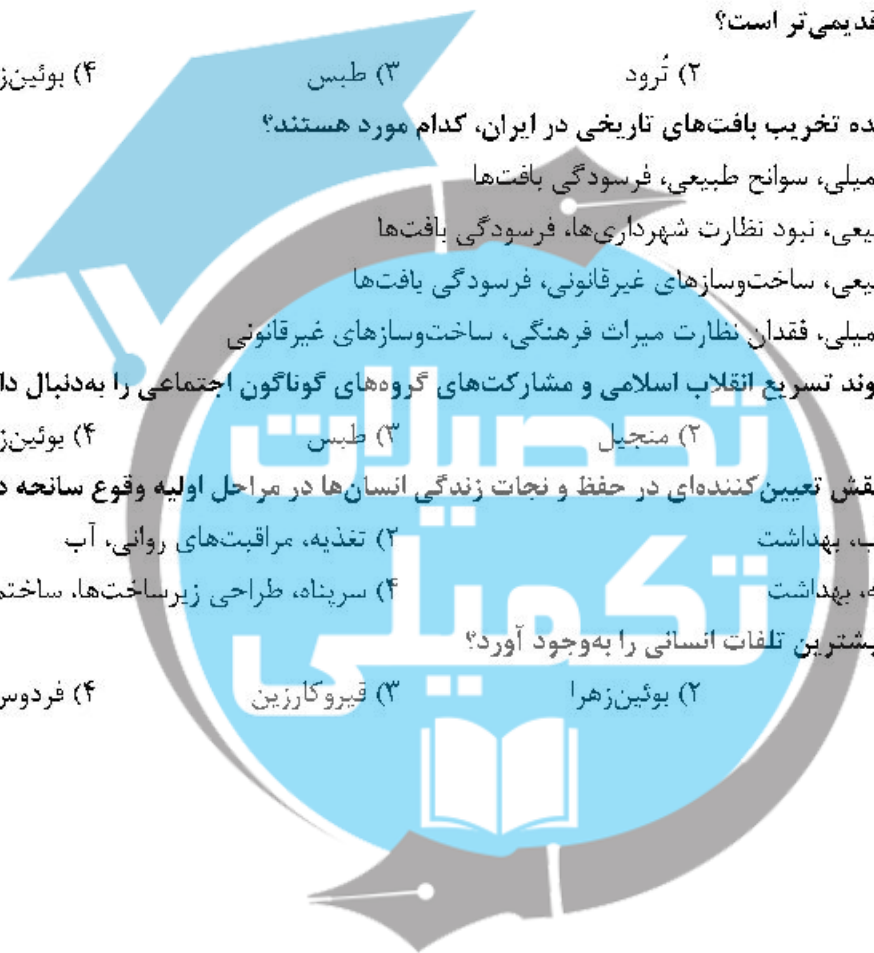 قدیمی‌تر است؟
۲) تُرود ۳) طبس ۴) بوئین‌ز
ده تخریب بافت‌های تاریخی در ایران، کدام مورد هستند؟
میلی، سوانح طبیعی، فرسودگی بافت‌ها
یعی، نبود نظارت شهرداری‌ها، فرسودگی بافت‌ها
یعی، ساخت‌وسازهای غیرقانونی، فرسودگی بافت‌ها
میلی، فقدان نظارت میراث فرهنگی، ساخت‌وسازهای غیرقانونی
وند تسریع انقلاب اسلامی و مشارکت‌های گروه‌های گوناگون اجتماعی را به‌دنبال دا
۲) منجیل ۳) طبس ۴) بوئین‌ز
نقش تعیین‌کننده‌ای در حفظ و نجات زندگی انسان‌ها در مراحل اولیه وقوع سانحه د
ب، بهداشت ۲) تغذیه، مراقبت‌های روانی، آب
ه، بهداشت ۴) سرپناه، طراحی زیرساخت‌ها، ساختم
یشترین تلفات انسانی را به‌وجود آورد؟
۲) بوئین‌زهرا ۳) قیروکارزین ۴) فردوس
تحصیلات
تکمیلی